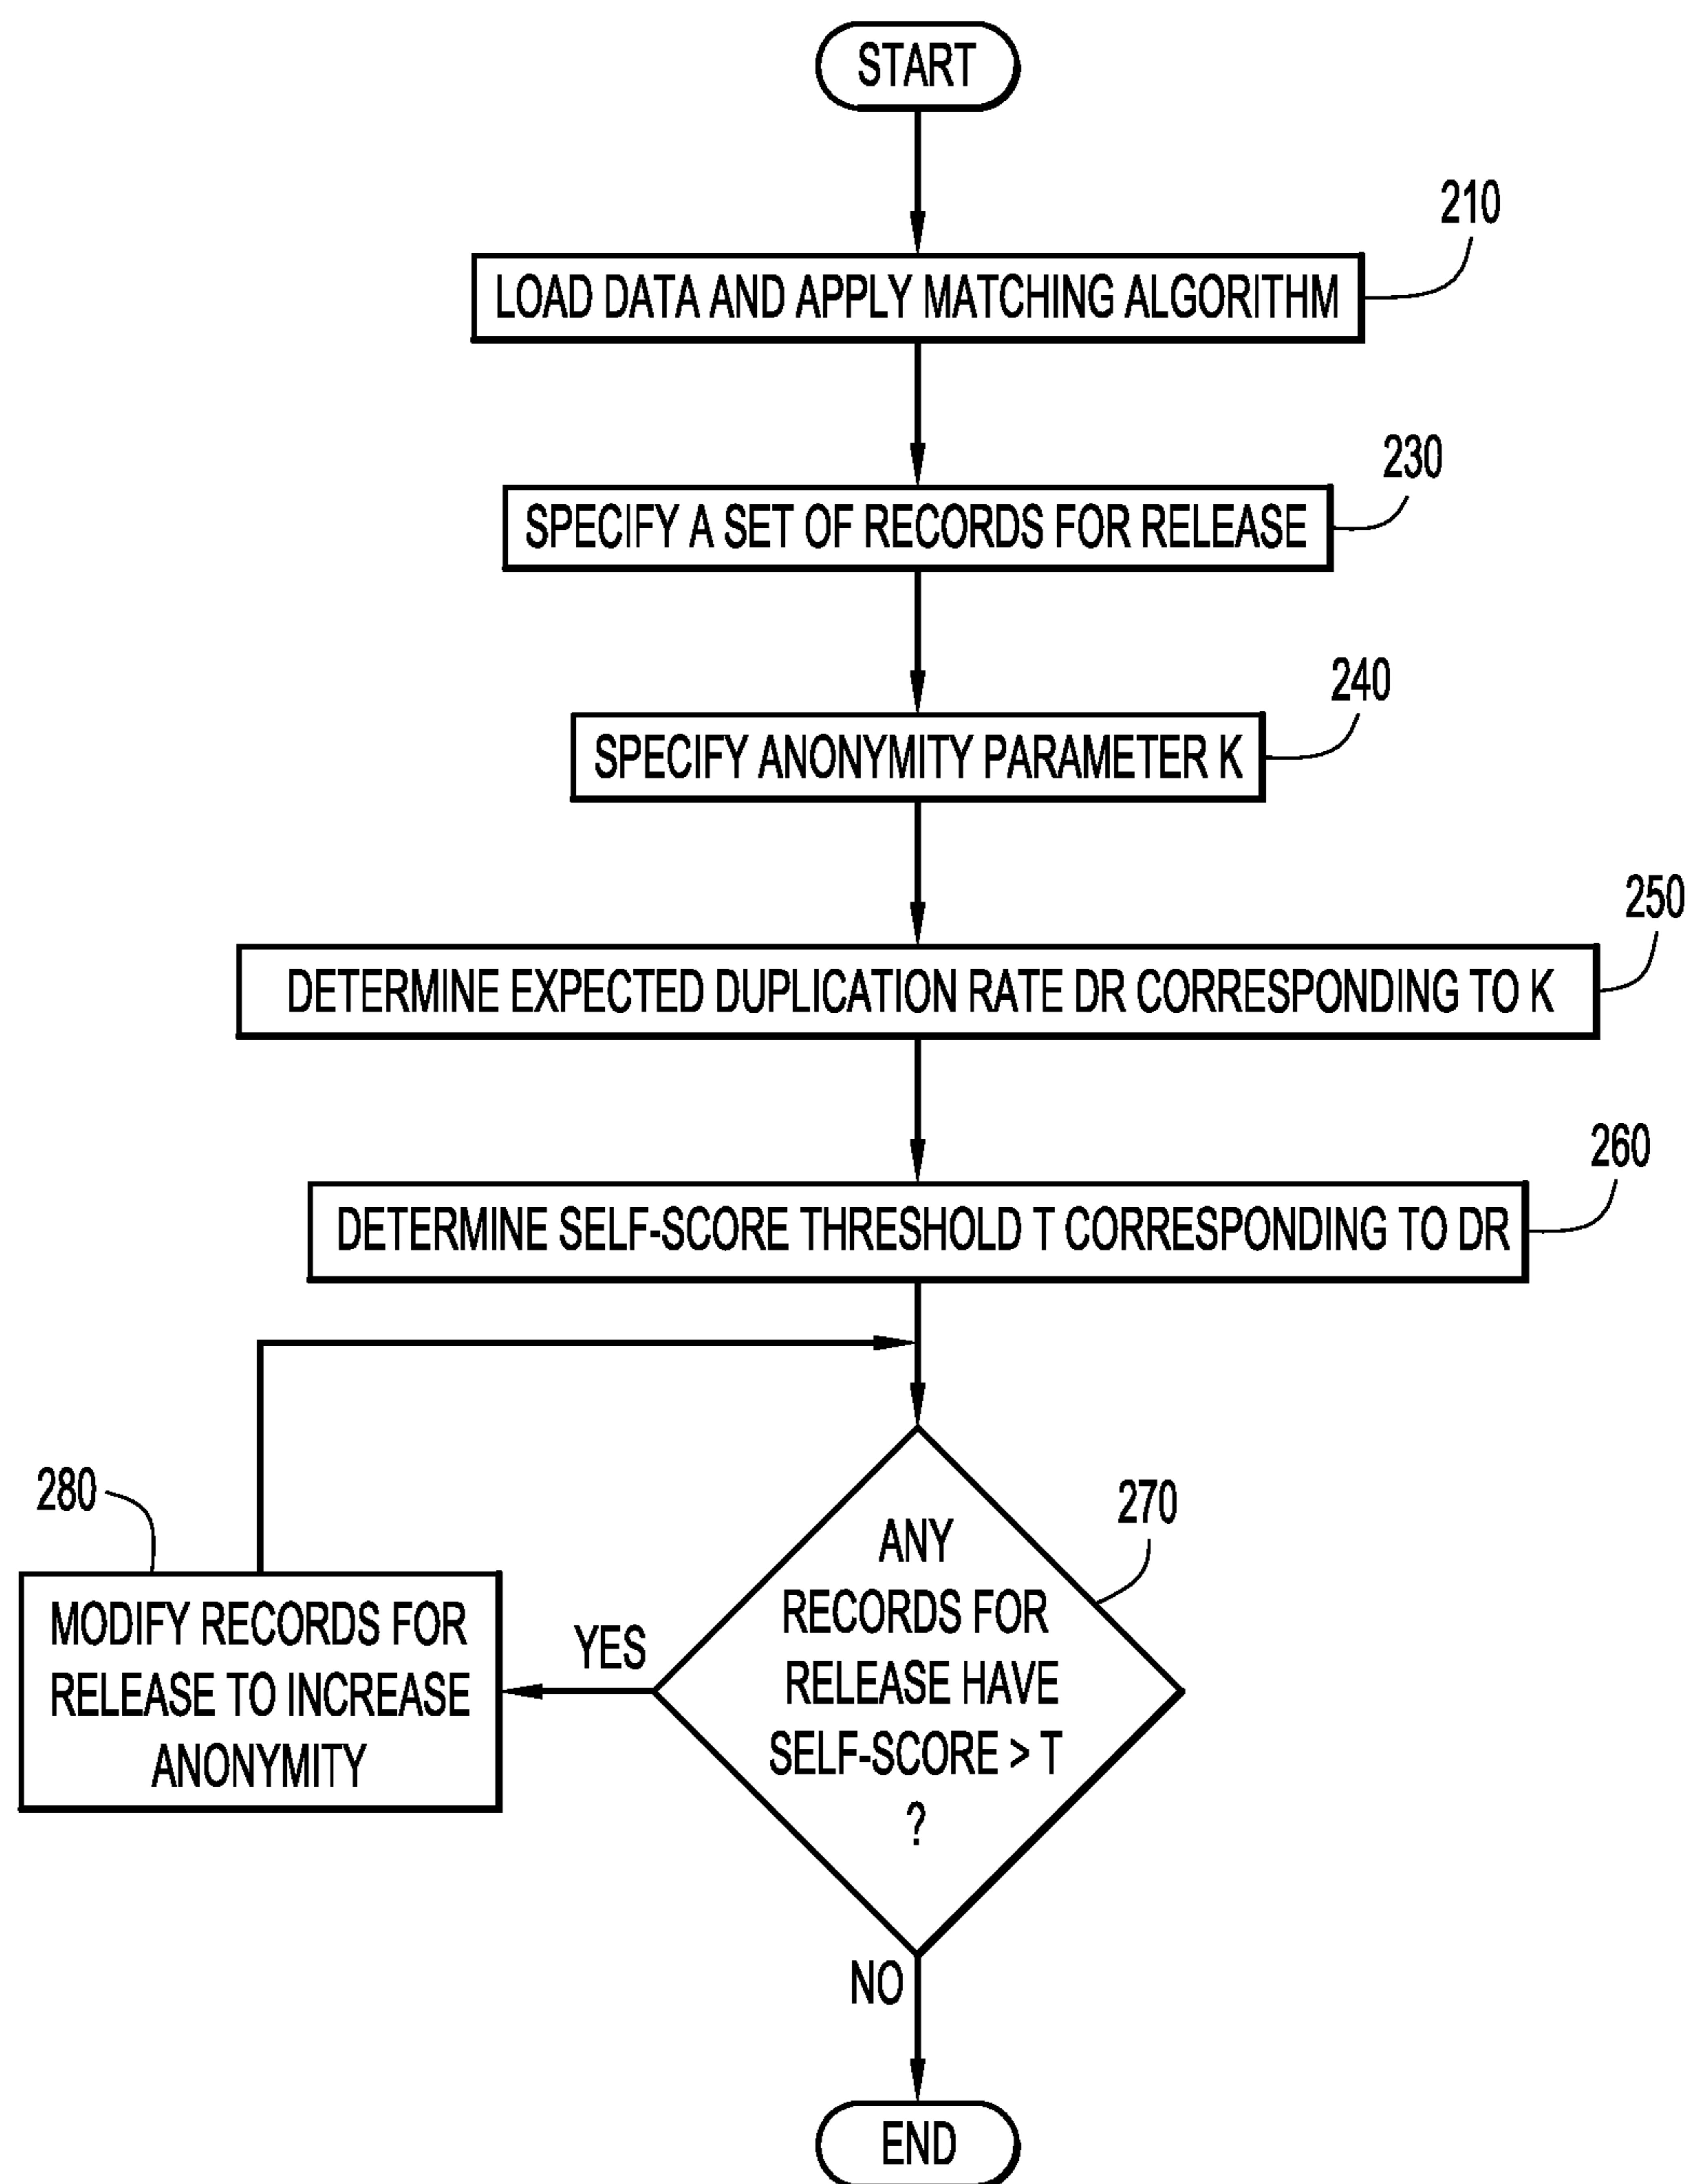 START
210
LOAD DATA AND APPLY MATCHING ALGORITHM
230
SPECIFY A SET OF RECORDS FOR RELEASE
240
SPECIFY ANONYMITY PARAMETER K
250
DETERMINE EXPECTED DUPLICATION RATE DR CORRESPONDING TO K
260
DETERMINE SELF-SCORE THRESHOLD T CORRESPONDING TO DR
270
ANY
RECORDS FOR
RELEASE HAVE
SELF-SCORE > T
?
YES
280
MODIFY RECORDS FOR
RELEASE TO INCREASE
ANONYMITY
NO
END